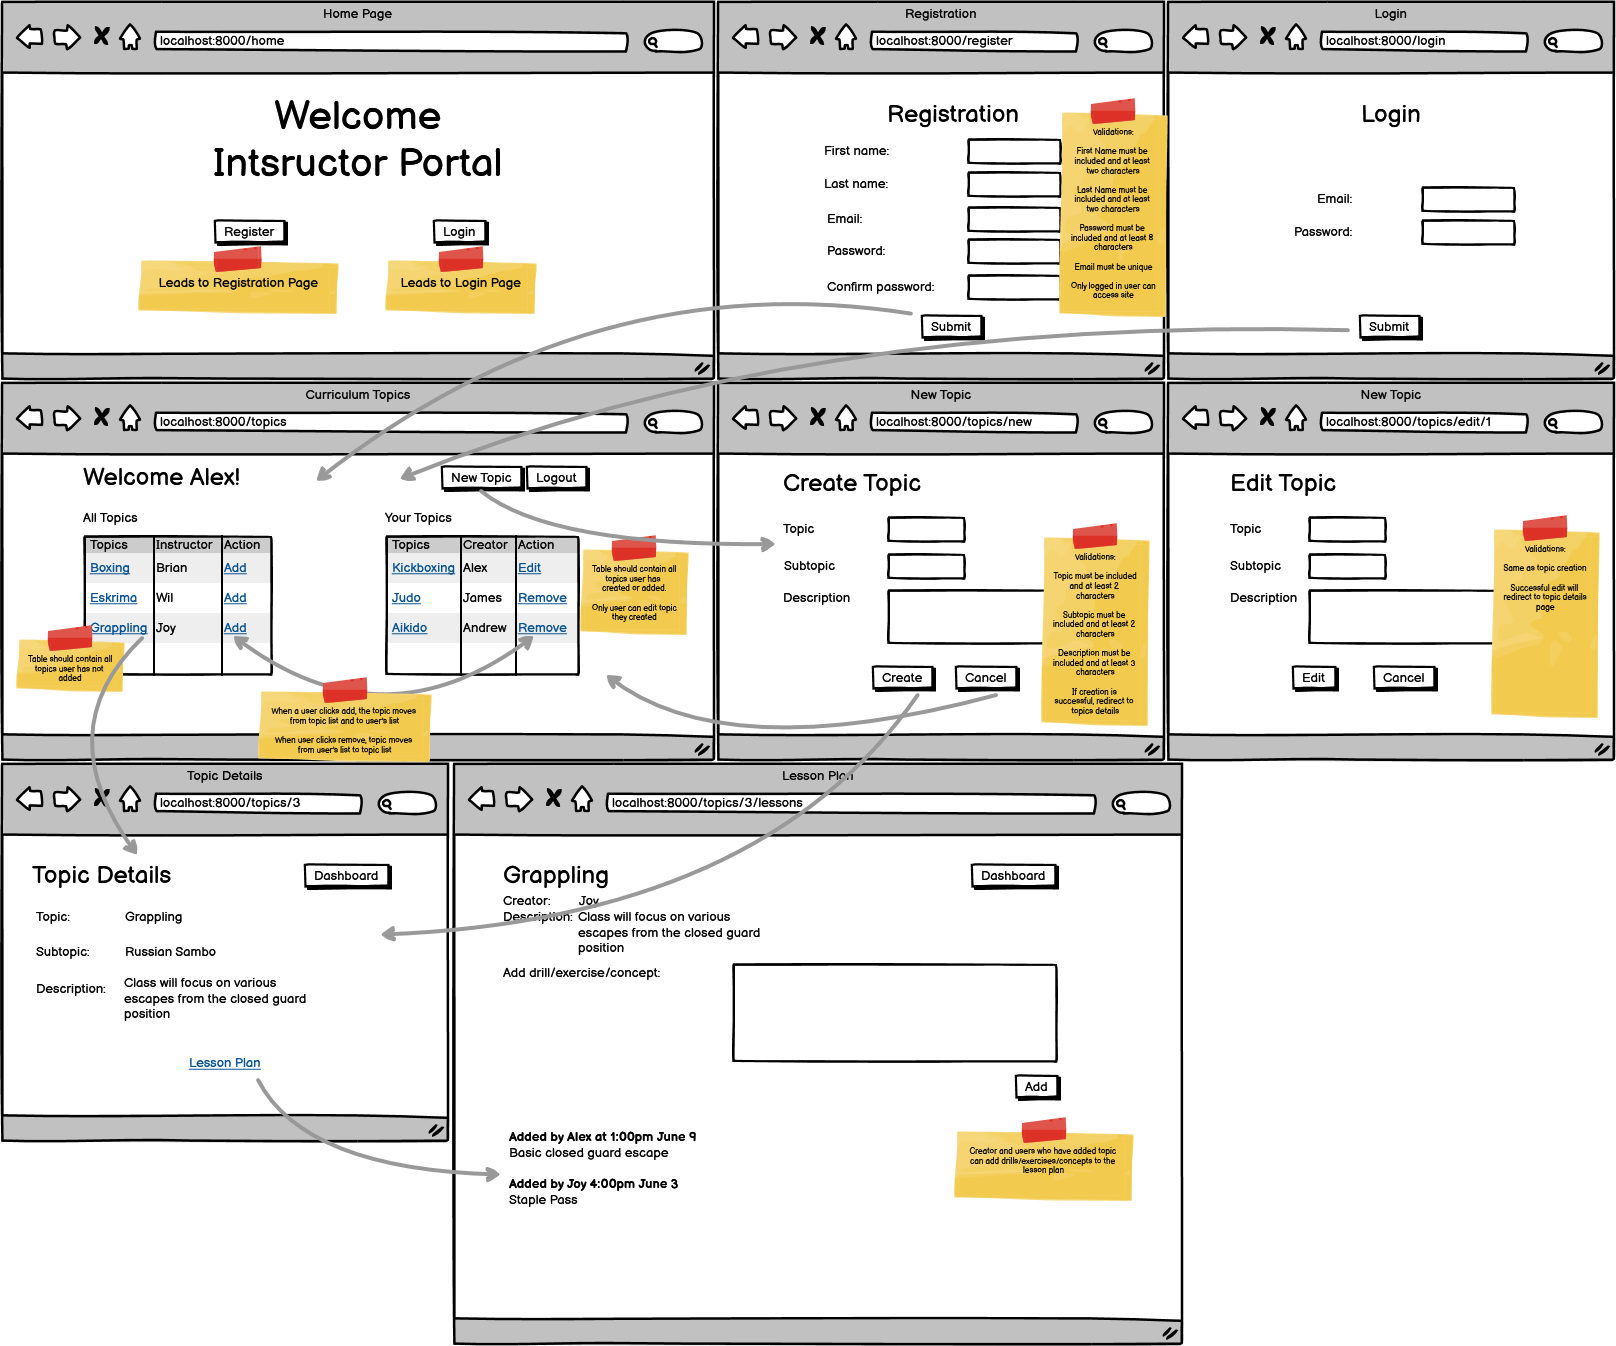 Home Page
localhost:8000/home
Welcome
Intsructor Portal
Register
Login
Leads to Registration Page
Leads to Login Page
Registration
localhost:8000/register
Registration
First name:
Last name:
Email:
Password:
Confirm password:
Submit
Validations:
First Name must be
included and at least
two characters
Last Name must be
included and at least
two characters
Password must be
included and at least 8
characters
Email must be unique
Only logged in user can
access site
Login
localhost:8000/login
Login
Email:
Password:
Submit
Curriculum Topics
localhost:8000/topics
Welcome Alex!
New Topic
Logout
All Topics
Topics Instructor Action
Boxing Brian Add
Eskrima Wil Add
Grappling Joy Add
Table should contain all
topics user has not
added
Your Topics
Topics Creator Action
Kickboxing Alex Edit
Judo James Remove
Aikido Andrew Remove
Table should contain all
topics user has
created or added.
Only user can edit topic
they created
When a user clicks add, the topic moves
from topic list and to user's list
When user clicks remove, topic moves
from user's list to topic list
New Topic
localhost:8000/topics/new
Create Topic
Topic
Subtopic
Description
Create
Cancel
Validations:
Topic must be included
and at least 2
characters
Subtopic must be
included and at least 2
characters
Description must be
included and at least 3
characters
If creation is
successful, redirect to
topics details
New Topic
localhost:8000/topics/edit/1
Edit Topic
Topic
Subtopic
Description
Edit
Cancel
Validations:
Same as topic creation
Successful edit will
redirect to topic details
page
Topic Details
localhost:8000/topics/3
Topic Details
Dashboard
Topic: Grappling
Subtopic: Russian Sambo
Description: Class will focus on various
escapes from the closed guard
position
Lesson Plan
Lesson Plan
localhost:8000/topics/3/lessons
Grappling
Dashboard
Creator: Joy
Description: Class will focus on various
escapes from the closed guard
position
Add drill/exercise/concept:
Add
Added by Alex at 1:00pm June 9
Basic closed guard escape
Added by Joy 4:00pm June 3
Staple Pass
Creator and users who have added topic
can add drills/exercises/concepts to the
lesson plan